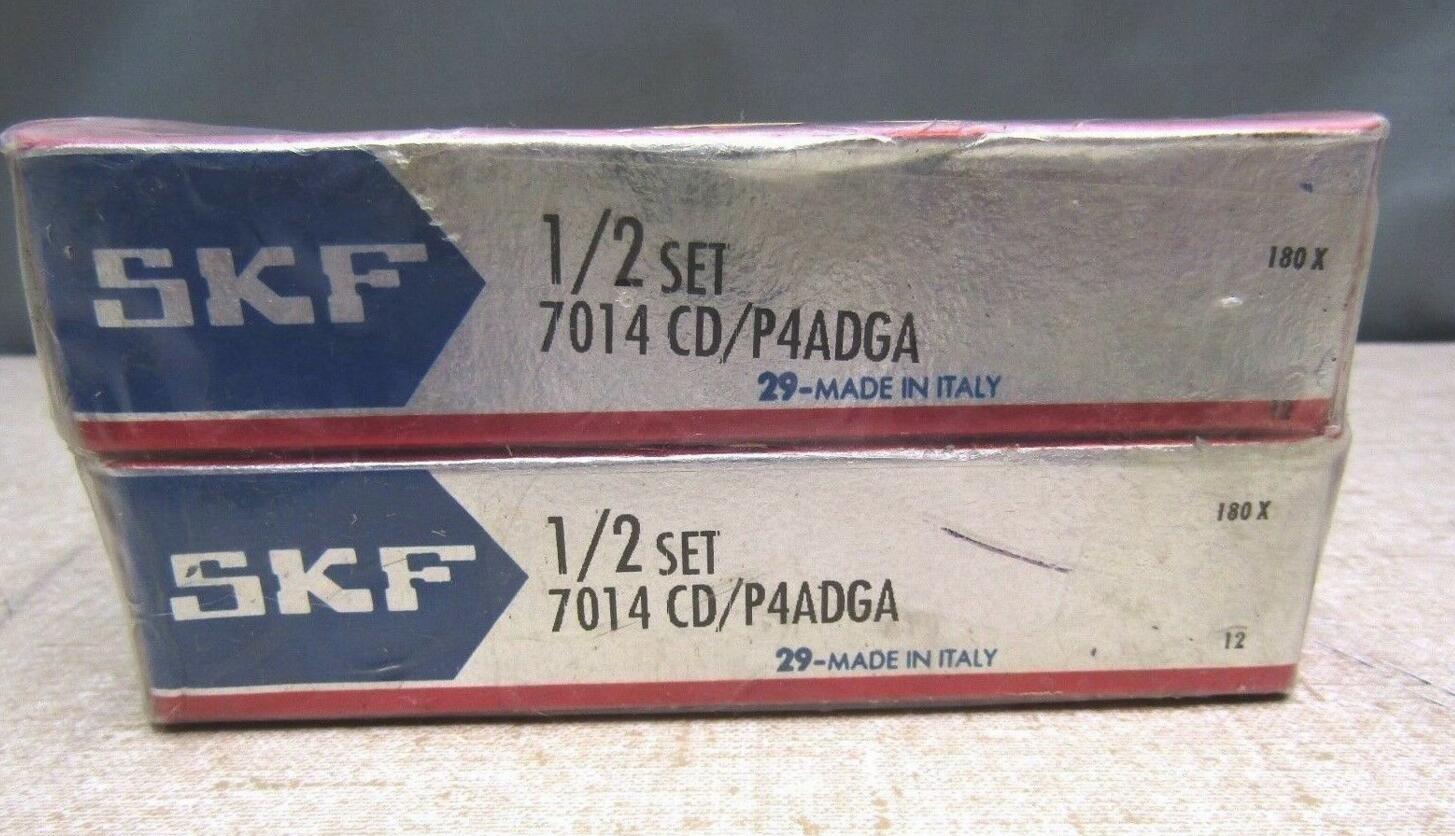 SKF
1/2 SET
7014 CD/P4ADGA
29-MADE IN ITALY
180 X
12
SKF
1/2 SET
7014 CD/P4ADGA
29-MADE IN ITALY
180 X
12